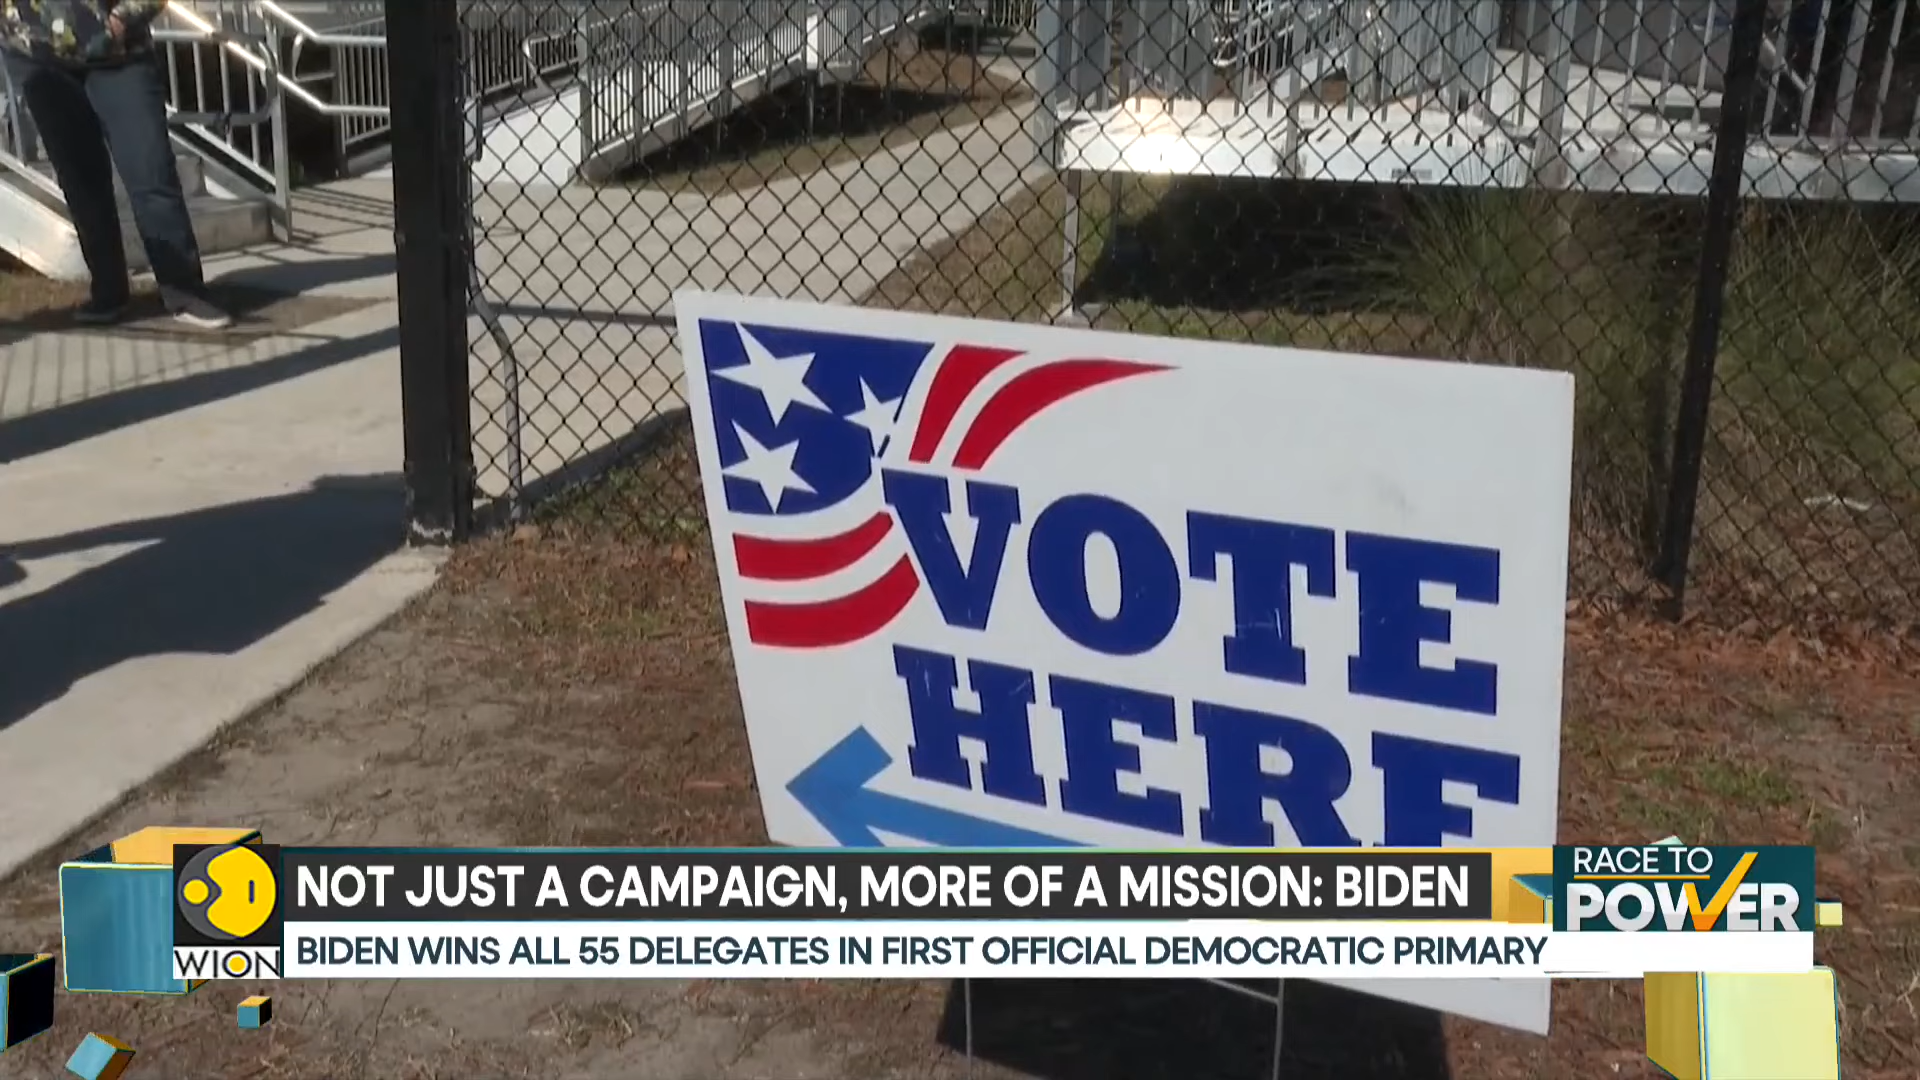 VOTE
HERE
NOT JUST A CAMPAIGN, MORE OF A MISSION: BIDEN
BIDEN WINS ALL 55 DELEGATES IN FIRST OFFICIAL DEMOCRATIC PRIMARY
WION
RACE TO
POWER